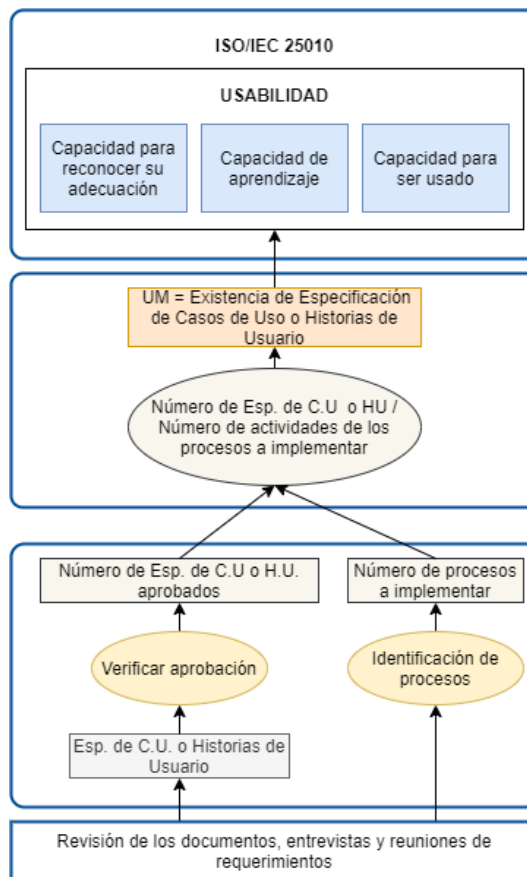 ISO/IEC 25010
USABILIDAD
Capacidad para
reconocer su
adecuación
Capacidad de
aprendizaje
Capacidad para
ser usado
UM = Existencia de Especificación
de Casos de Uso o Historias de
Usuario
Número de Esp. de C.U o HU /
Número de actividades de los
procesos a implementar
Número de Esp. de C.U o H.U.
aprobados
Número de procesos
a implementar
Verificar aprobación
Identificación de
procesos
Esp. de C.U. o Historias de
Usuario
Revisión de los documentos, entrevistas y reuniones de
requerimientos